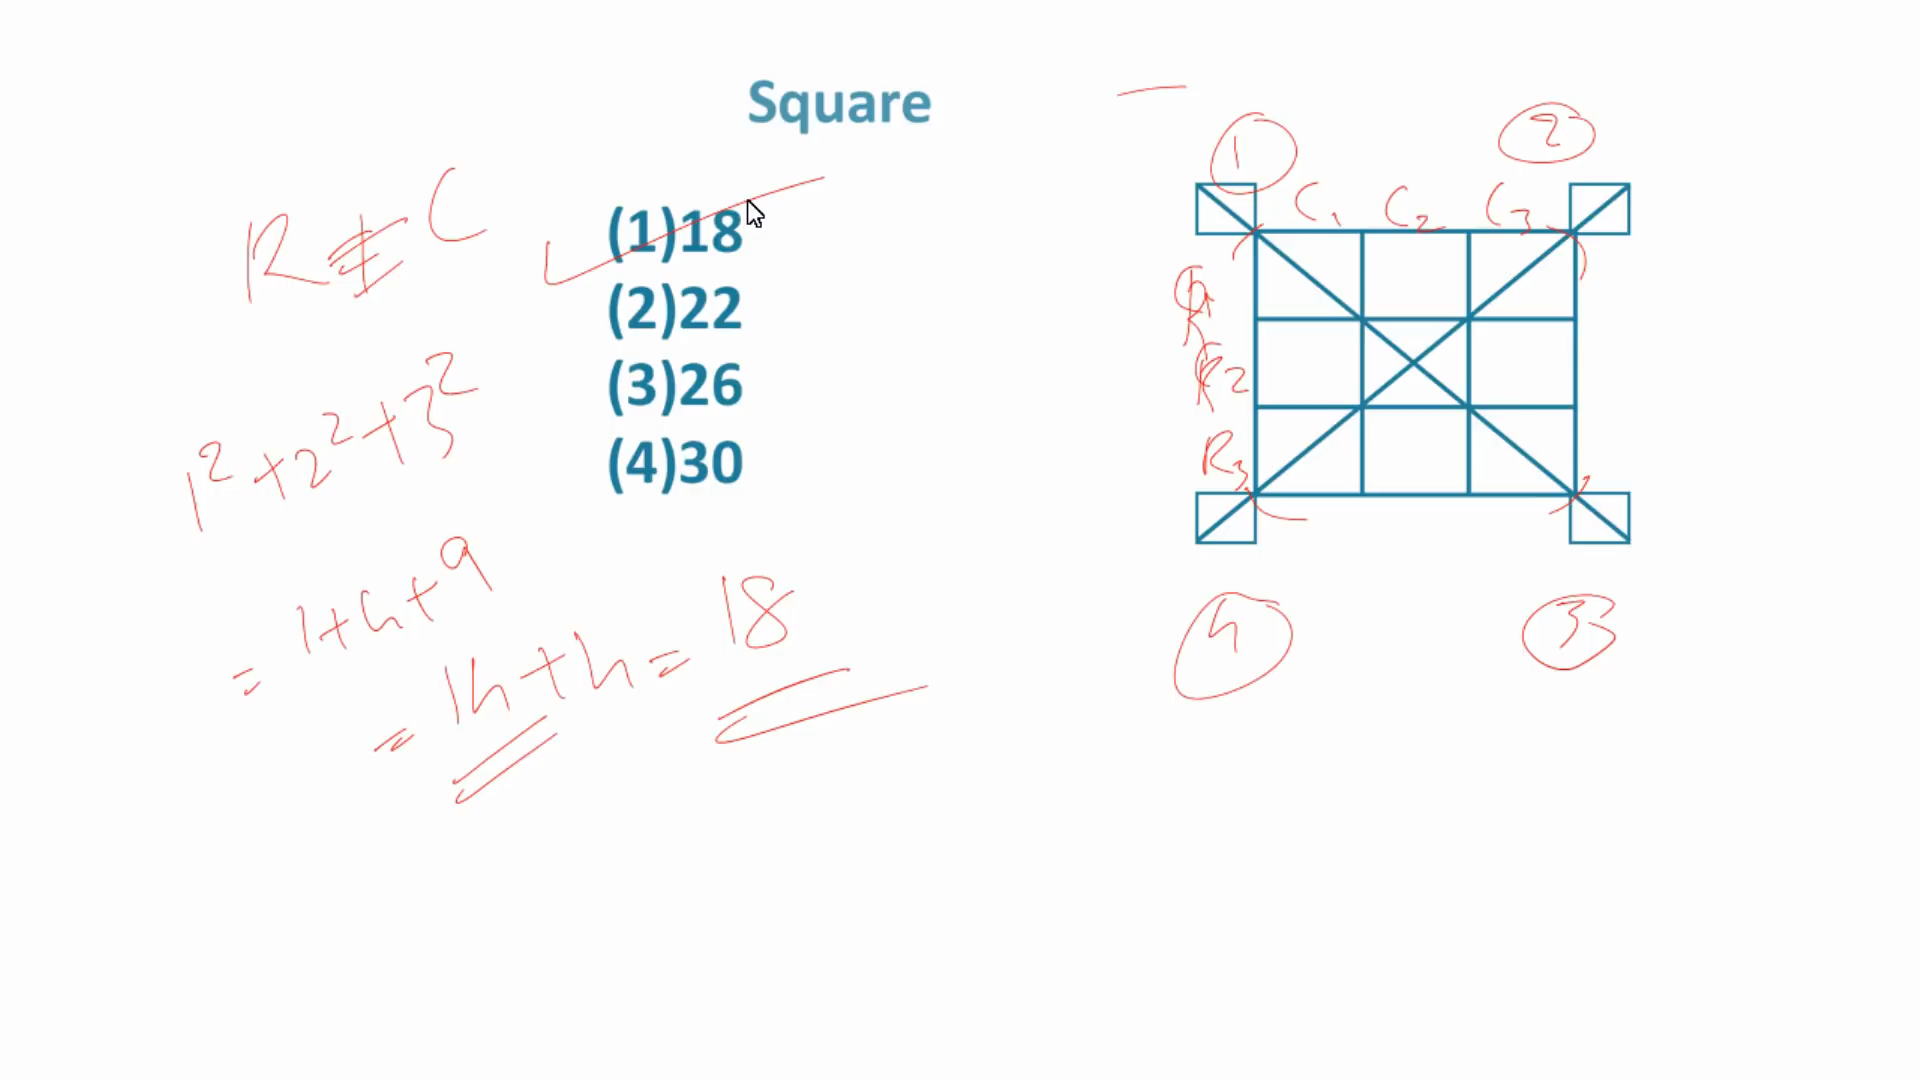 Square
(1)18
(2)22
(3)26
(4)30
R C
1²+2²+3²
= 1+4+9
= 14+4= 18
1
2
C1 C2 C3
R2
R3
4
3